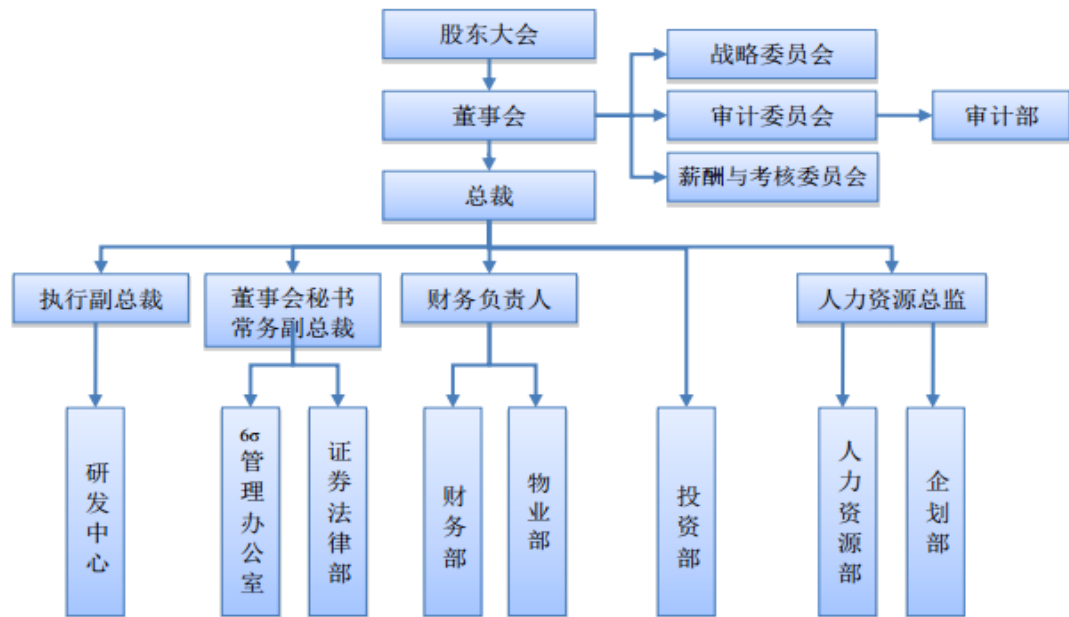 股东大会
战略委员会
董事会
审计委员会
审计部
总裁
薪酬与考核委员会
执行副总裁
董事会秘书
常务副总裁
财务负责人
人力资源总监
研发中心
6σ管理办公室
证券法律部
财务部
物业部
投资部
人力资源部
企划部